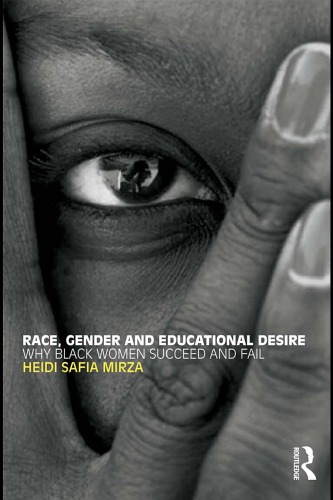 RACE, GENDER AND EDUCATIONAL DESIRE
WHY BLACK WOMEN SUCCEED AND FAIL
HEIDI SAFIA MIRZA
ROUTLEDGE